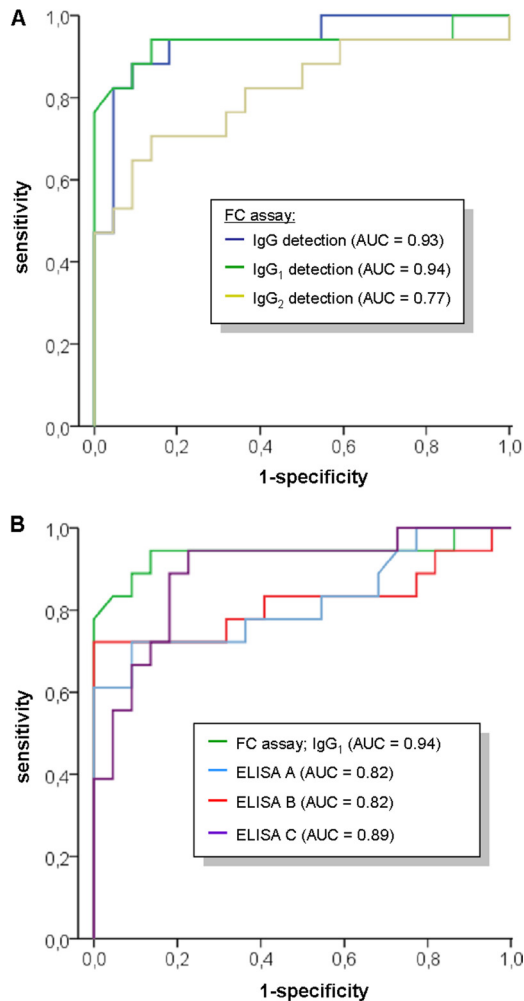 A
1,0
0,8
0,6
0,4
0,2
0,0
sensitivity
FC assay:
IgG detection (AUC = 0.93)
IgG₁ detection (AUC = 0.94)
IgG₂ detection (AUC = 0.77)
0,0 0,2 0,4 0,6 0,8 1,0
1-specificity
B
1,0
0,8
0,6
0,4
0,2
0,0
sensitivity
FC assay; IgG₁ (AUC = 0.94)
ELISA A (AUC = 0.82)
ELISA B (AUC = 0.82)
ELISA C (AUC = 0.89)
0,0 0,2 0,4 0,6 0,8 1,0
1-specificity